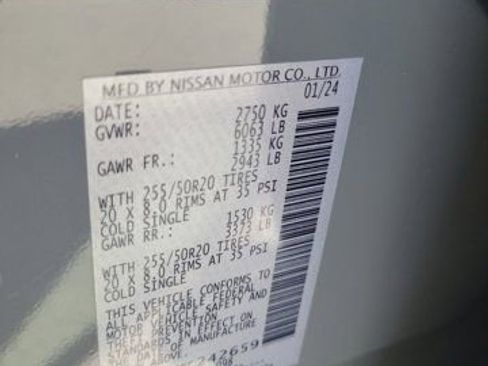 MFD BY NISSAN MOTOR CO., LTD.
DATE: 01/24
GVWR: 2750 KG
6063 LB
GAWR FR.: 1335 KG
2943 LB
WITH 255/50R20 TIRES
20 X 8.0 RIMS AT 35 PSI
COLD SINGLE
GAWR RR.: 1530 KG
3373 LB
WITH 255/50R20 TIRES
20 X 8.0 RIMS AT 35 PSI
COLD SINGLE
THIS VEHICLE CONFORMS TO
ALL APPLICABLE FEDERAL
MOTOR VEHICLE SAFETY AND
THEFT PREVENTION
STANDARDS IN EFFECT ON
THE DATE OF MANUFACTURE
ABOVE.
242659